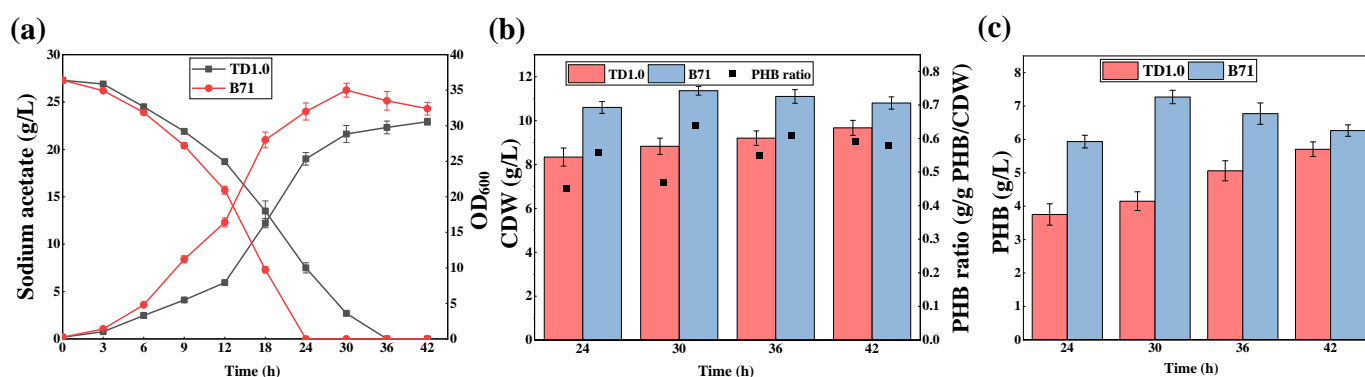 (a)
Sodium acetate (g/L)
30
25
20
15
10
5
0
TD1.0
B71
40
35
30
25
20
15
10
5
0
OD600
0 3 6 9 12 18 24 30 36 42
Time (h)
(b)
CDW (g/L)
12
10
8
6
4
2
0
TD1.0 B71 PHB ratio
0.8
0.7
0.6
0.5
0.4
0.3
0.2
0.1
0.0
PHB ratio (g/g PHB/CDW)
24 30 36 42
Time (h)
(c)
PHB (g/L)
8
7
6
5
4
3
2
1
0
TD1.0 B71
24 30 36 42
Time (h)